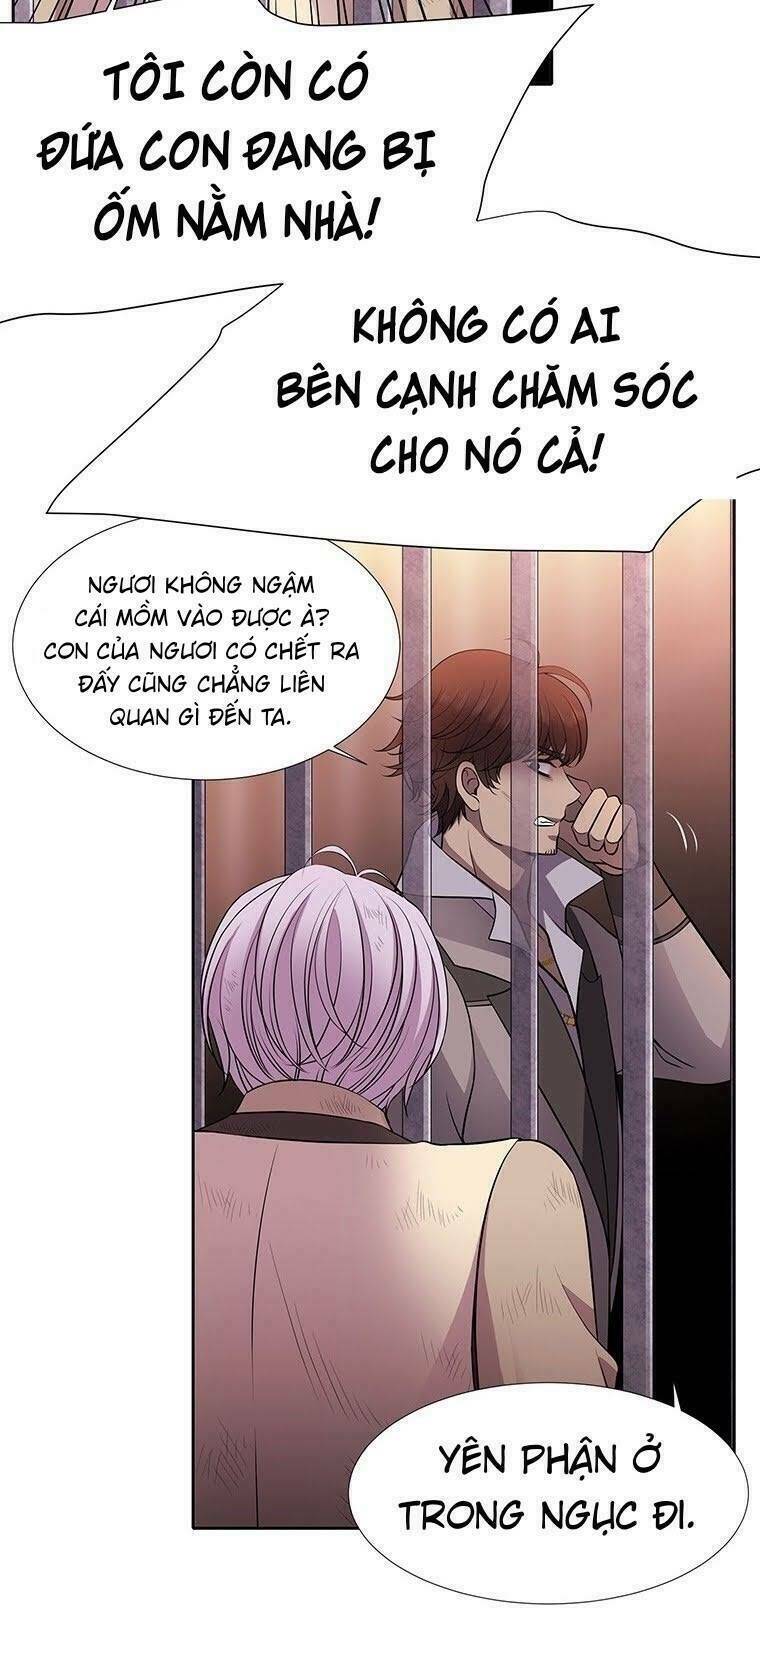 TÔI CÒN CÓ
ĐỨA CON ĐANG BỊ
ỐM NẰM NHÀ!
KHÔNG CÓ AI
BÊN CẠNH CHĂM SÓC
CHO NÓ CẢ!
NGƯƠI KHÔNG NGẬM
CÁI MỒM VÀO ĐƯỢC À?
CON CỦA NGƯƠI CÓ CHẾT RA
ĐẤY CŨNG CHẲNG LIÊN
QUAN GÌ ĐẾN TA.
YÊN PHẬN Ở
TRONG NGỤC ĐI.